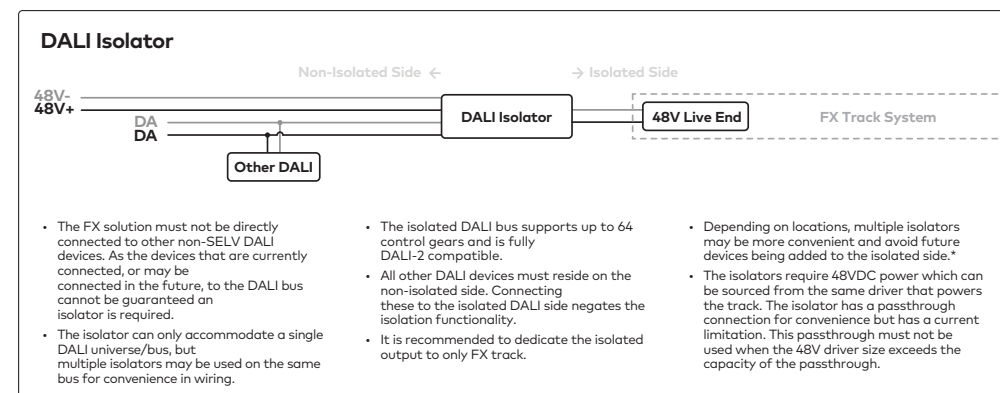 DALI Isolator
Non-Isolated Side ←
→ Isolated Side
48V-
48V+
DA
DA
DALI Isolator
48V Live End
FX Track System
Other DALI
• The FX solution must not be directly
connected to other non-SELV DALI
devices. As the devices that are currently
connected, or may be
connected in the future, to the DALI bus
cannot be guaranteed an
isolator is required.
• The isolator can only accommodate a single
DALI universe/bus, but
multiple isolators may be used on the same
bus for convenience in wiring.
• The isolated DALI bus supports up to 64
control gears and is fully
DALI-2 compatible.
• All other DALI devices must reside on the
non-isolated side. Connecting
these to the isolated DALI side negates the
isolation functionality.
• It is recommended to dedicate the isolated
output to only FX track.
• Depending on locations, multiple isolators
may be more convenient and avoid future
devices being added to the isolated side.*
• The isolators require 48VDC power which can
be sourced from the same driver that powers
the track. The isolator has a passthrough
connection for convenience but has a current
limitation. This passthrough must not be
used when the 48V driver size exceeds the
capacity of the passthrough.